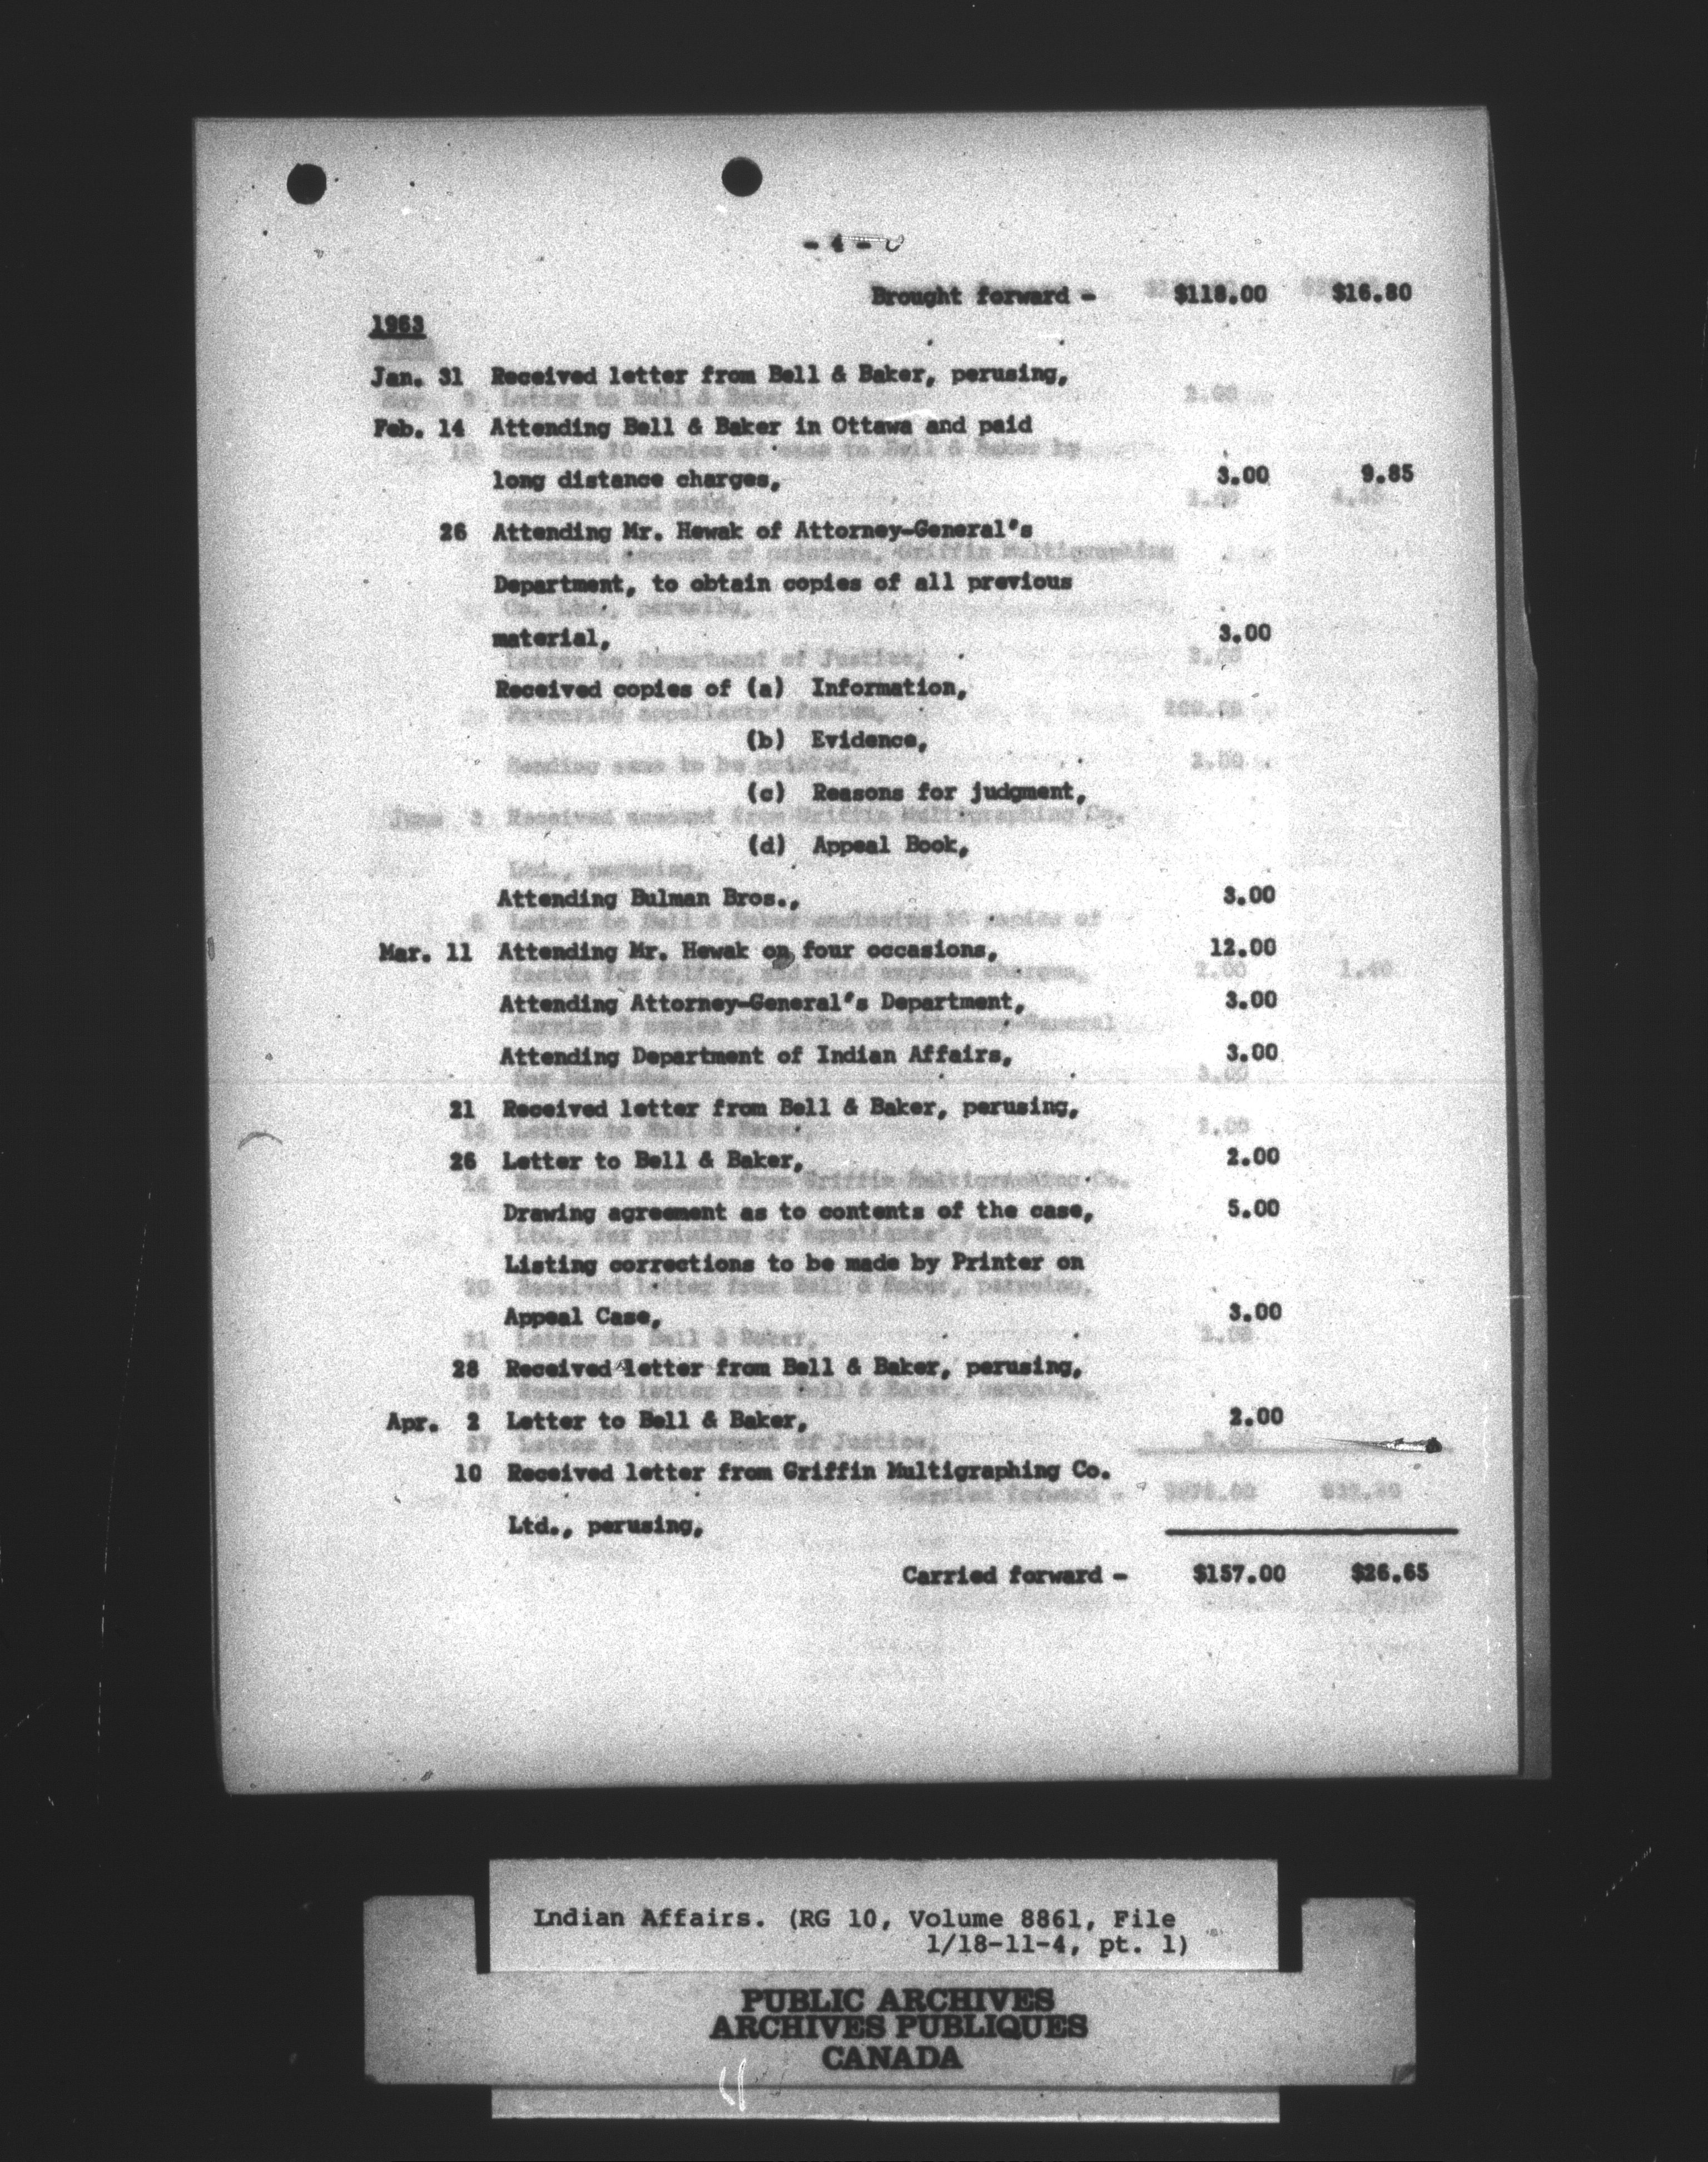 - 4 -
Brought forward - $118.00 $16.80
1963
Jan. 31 Received letter from Bell & Baker, perusing,
Feb. 14 Attending Bell & Baker in Ottawa and paid
long distance charges, 3.00 9.85
26 Attending Mr. Hewak of Attorney-General's
Department, to obtain copies of all previous
material, 3.00
Received copies of (a) Information,
(b) Evidence,
(c) Reasons for judgment,
(d) Appeal Book,
Attending Bulman Bros., 3.00
Mar. 11 Attending Mr. Hewak on four occasions, 12.00
Attending Attorney-General's Department, 3.00
Attending Department of Indian Affairs, 3.00
21 Received letter from Bell & Baker, perusing,
26 Letter to Bell & Baker, 2.00
Drawing agreement as to contents of the case, 5.00
Listing corrections to be made by Printer on
Appeal Case, 3.00
28 Received letter from Bell & Baker, perusing,
Apr. 2 Letter to Bell & Baker, 2.00
10 Received letter from Griffin Multigraphing Co.
Ltd., perusing,
Carried forward - $157.00 $26.65
Indian Affairs. (RG 10, Volume 8861, File
1/18-11-4, pt. 1)
PUBLIC ARCHIVES
ARCHIVES PUBLIQUES
CANADA